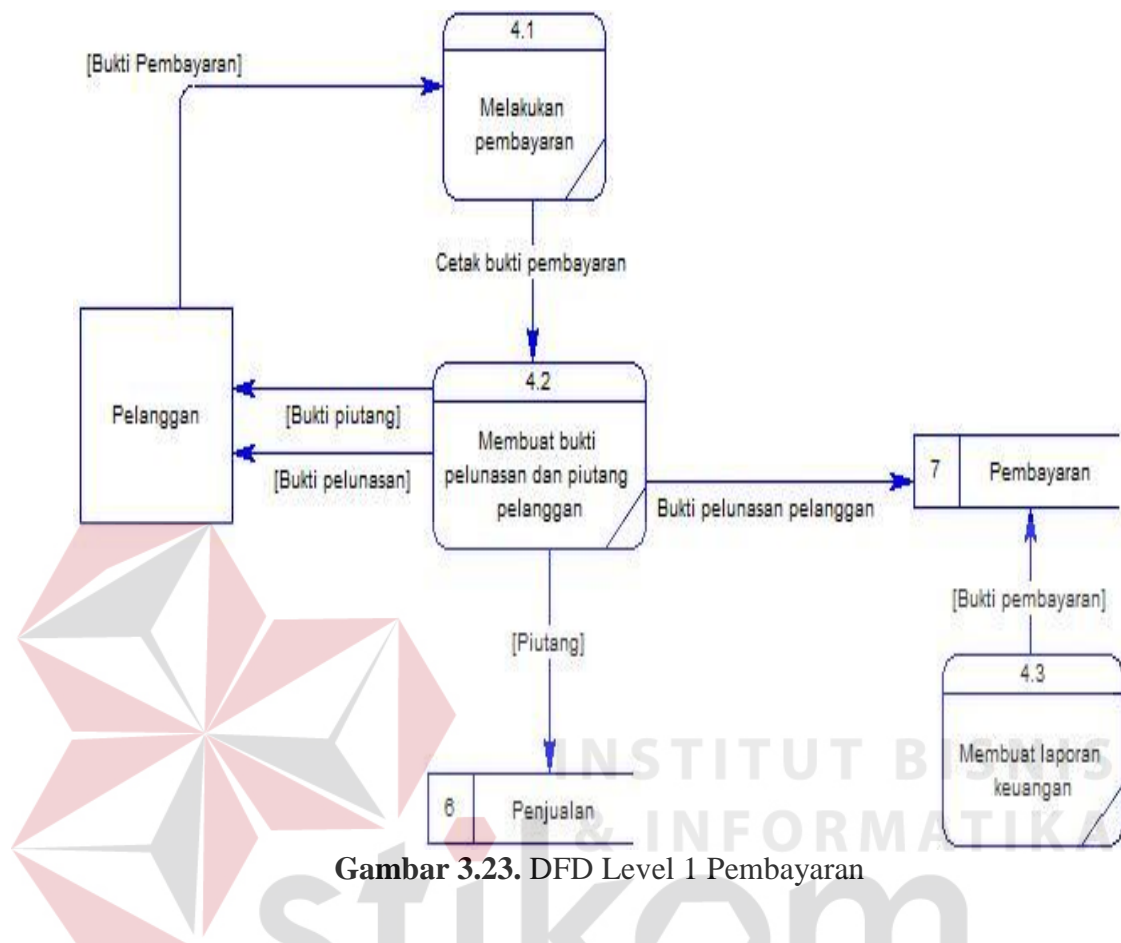 4.1
[Bukti Pembayaran]
Melakukan
pembayaran
Cetak bukti pembayaran
4.2
Pelanggan
[Bukti piutang]
Membuat bukti
pelunasan dan piutang
pelanggan
[Bukti pelunasan]
7
Pembayaran
Bukti pelunasan pelanggan
[Bukti pembayaran]
[Piutang]
4.3
INSTITUT BISNIS
Membuat laporan
keuangan
6
Penjualan
& INFORMATIKA
Gambar 3.23. DFD Level 1 Pembayaran
stikom